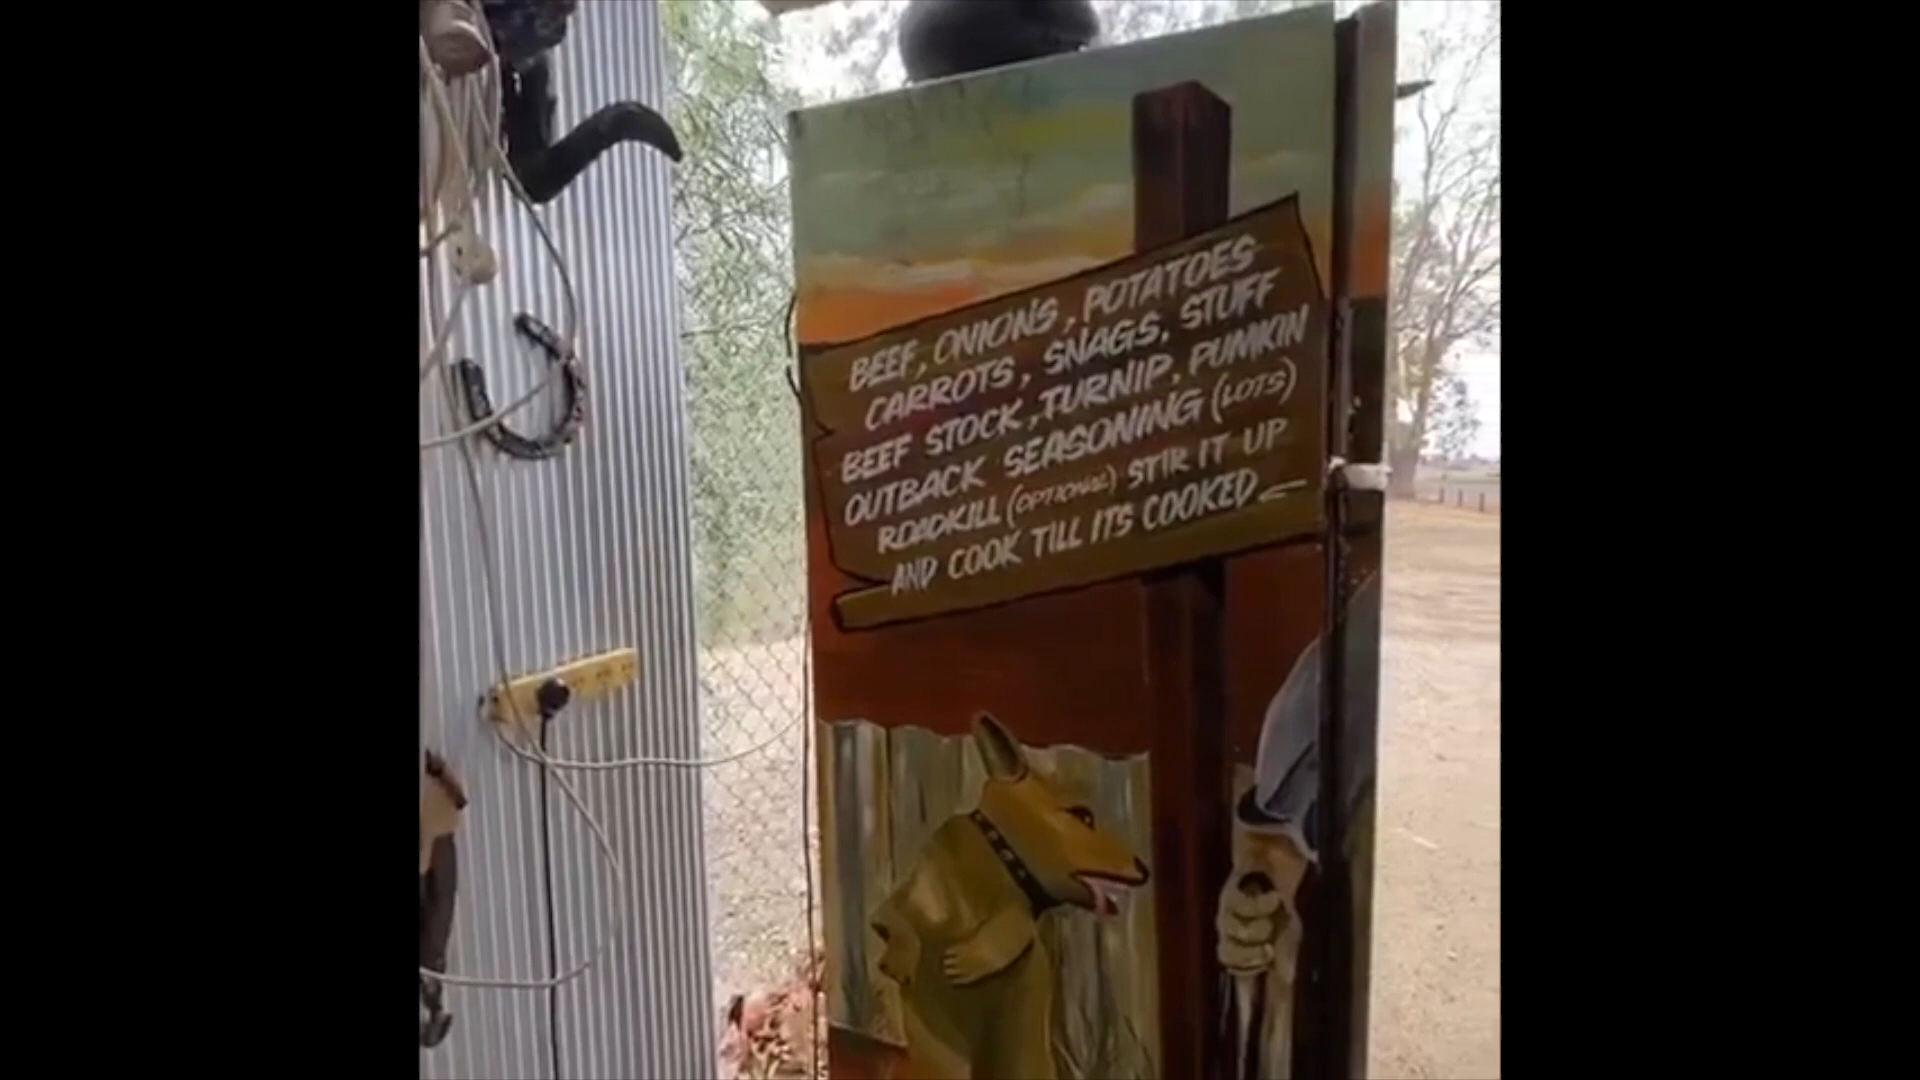 BEEF, ONIONS, POTATOES
CARROTS, SNAGS, STUFF
BEEF STOCK, TURNIP, PUMKIN
OUTBACK SEASONING (LOTS)
ROADKILL (OPTIONAL) STIR IT UP
AND COOK TILL ITS COOKED